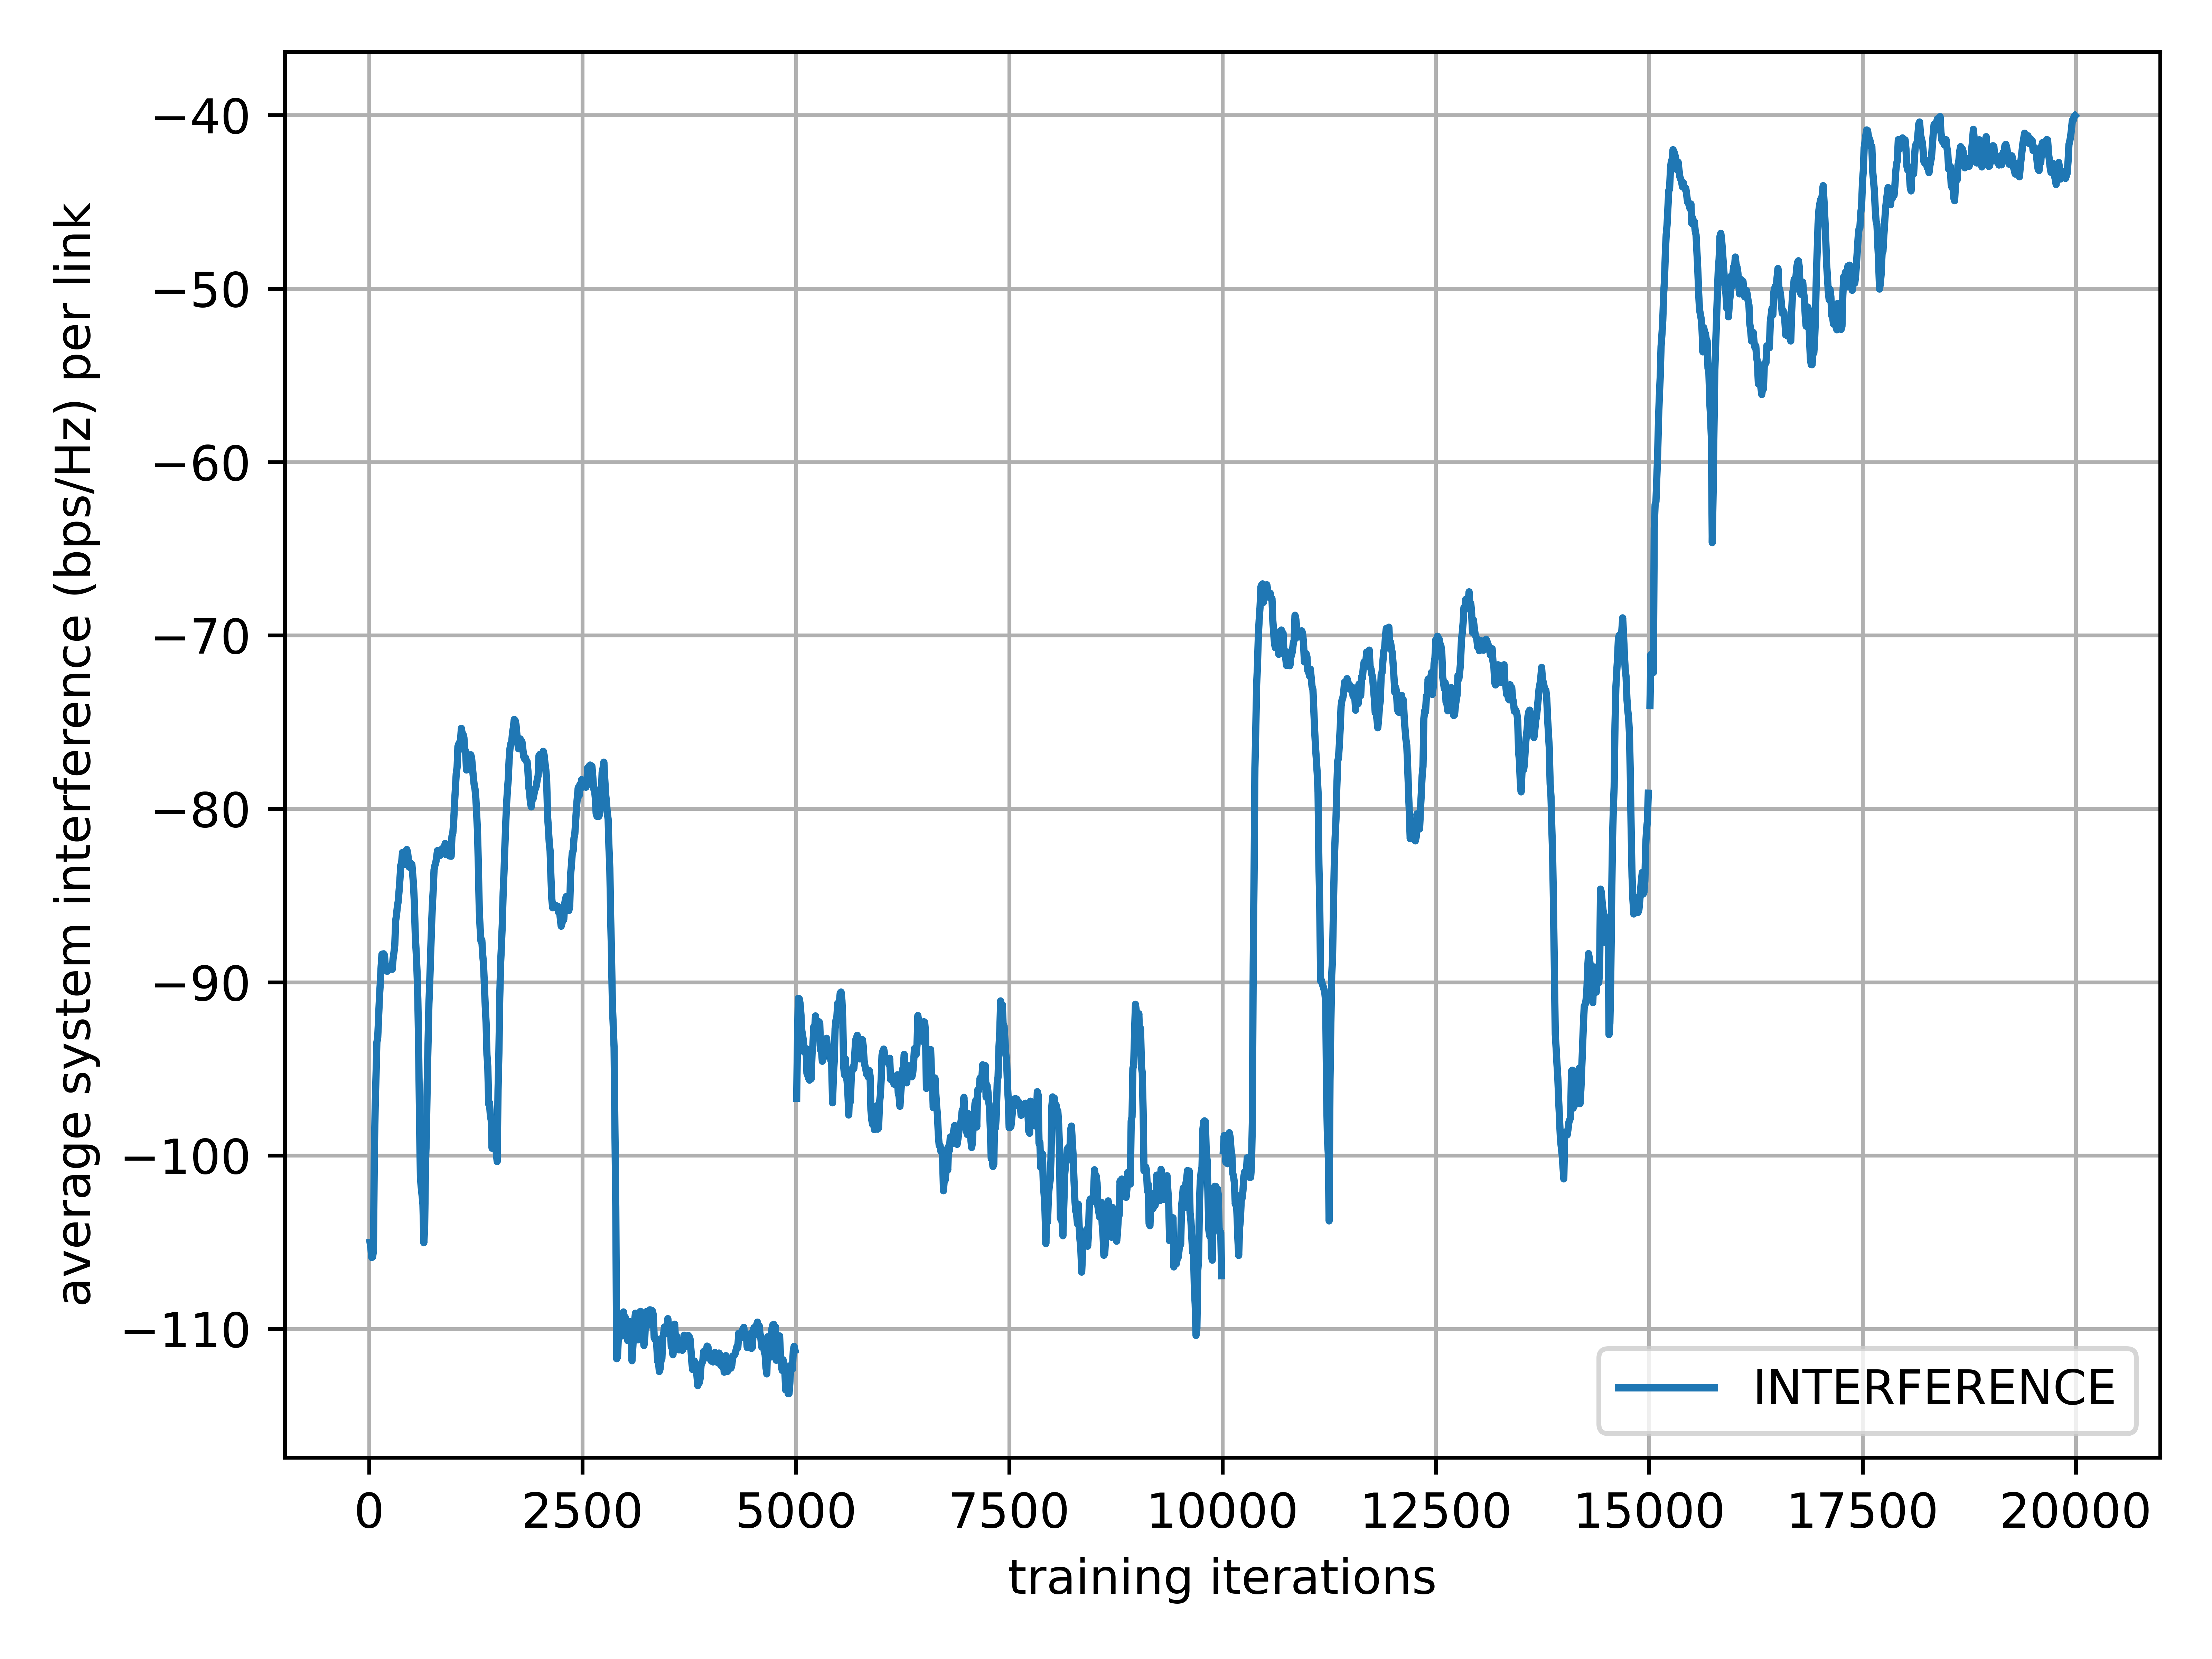 average system interference (bps/Hz) per link
−40
−50
−60
−70
−80
−90
−100
−110
INTERFERENCE
0 2500 5000 7500 10000 12500 15000 17500 20000
training iterations